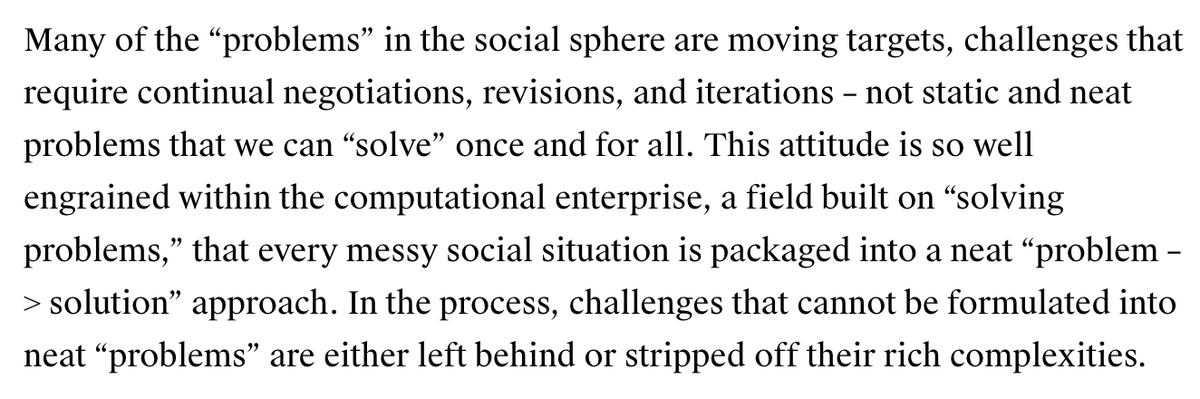 Many of the “problems” in the social sphere are moving targets, challenges that
require continual negotiations, revisions, and iterations – not static and neat
problems that we can “solve” once and for all. This attitude is so well
engrained within the computational enterprise, a field built on “solving
problems,” that every messy social situation is packaged into a neat “problem –
> solution” approach. In the process, challenges that cannot be formulated into
neat “problems” are either left behind or stripped off their rich complexities.